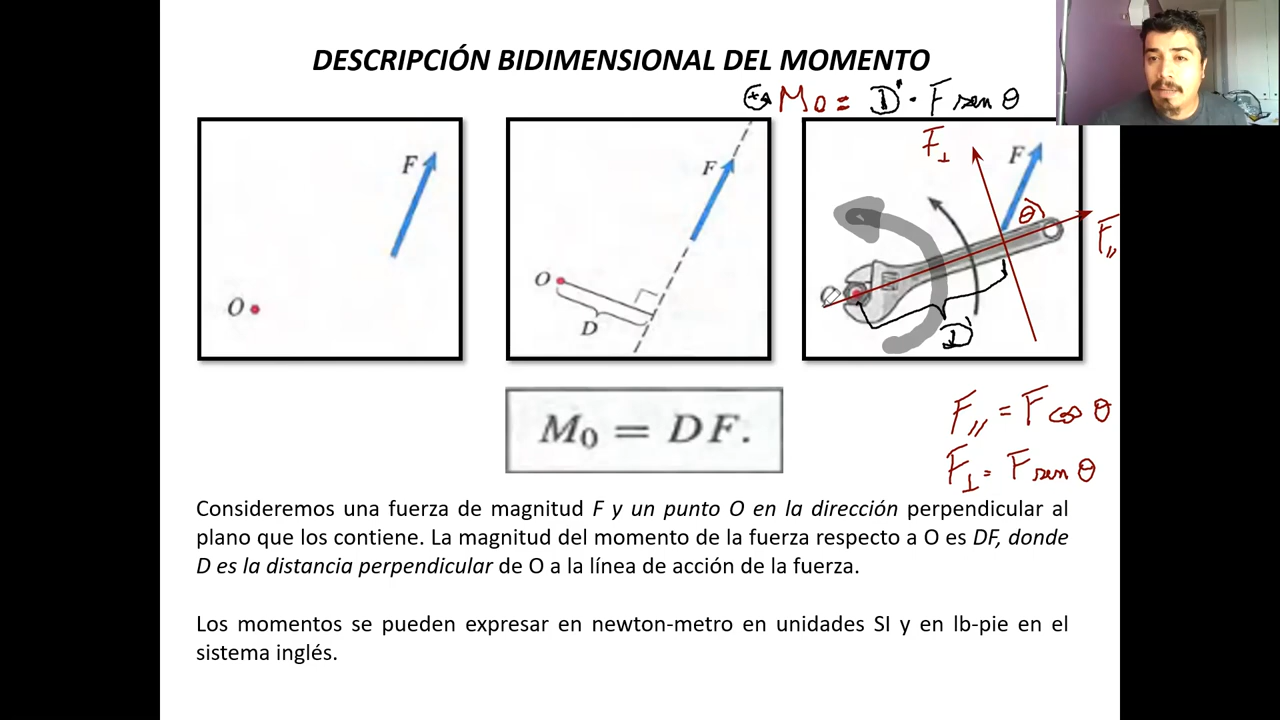 DESCRIPCIÓN BIDIMENSIONAL DEL MOMENTO
(+↶ M0 = D' · F sen θ
F
O
F
O
D
F⊥
F
θ
F//
O
D'
M0 = DF.
F// = F cos θ
F⊥ = F sen θ
Consideremos una fuerza de magnitud F y un punto O en la dirección perpendicular al
plano que los contiene. La magnitud del momento de la fuerza respecto a O es DF, donde
D es la distancia perpendicular de O a la línea de acción de la fuerza.
Los momentos se pueden expresar en newton-metro en unidades SI y en lb-pie en el
sistema inglés.